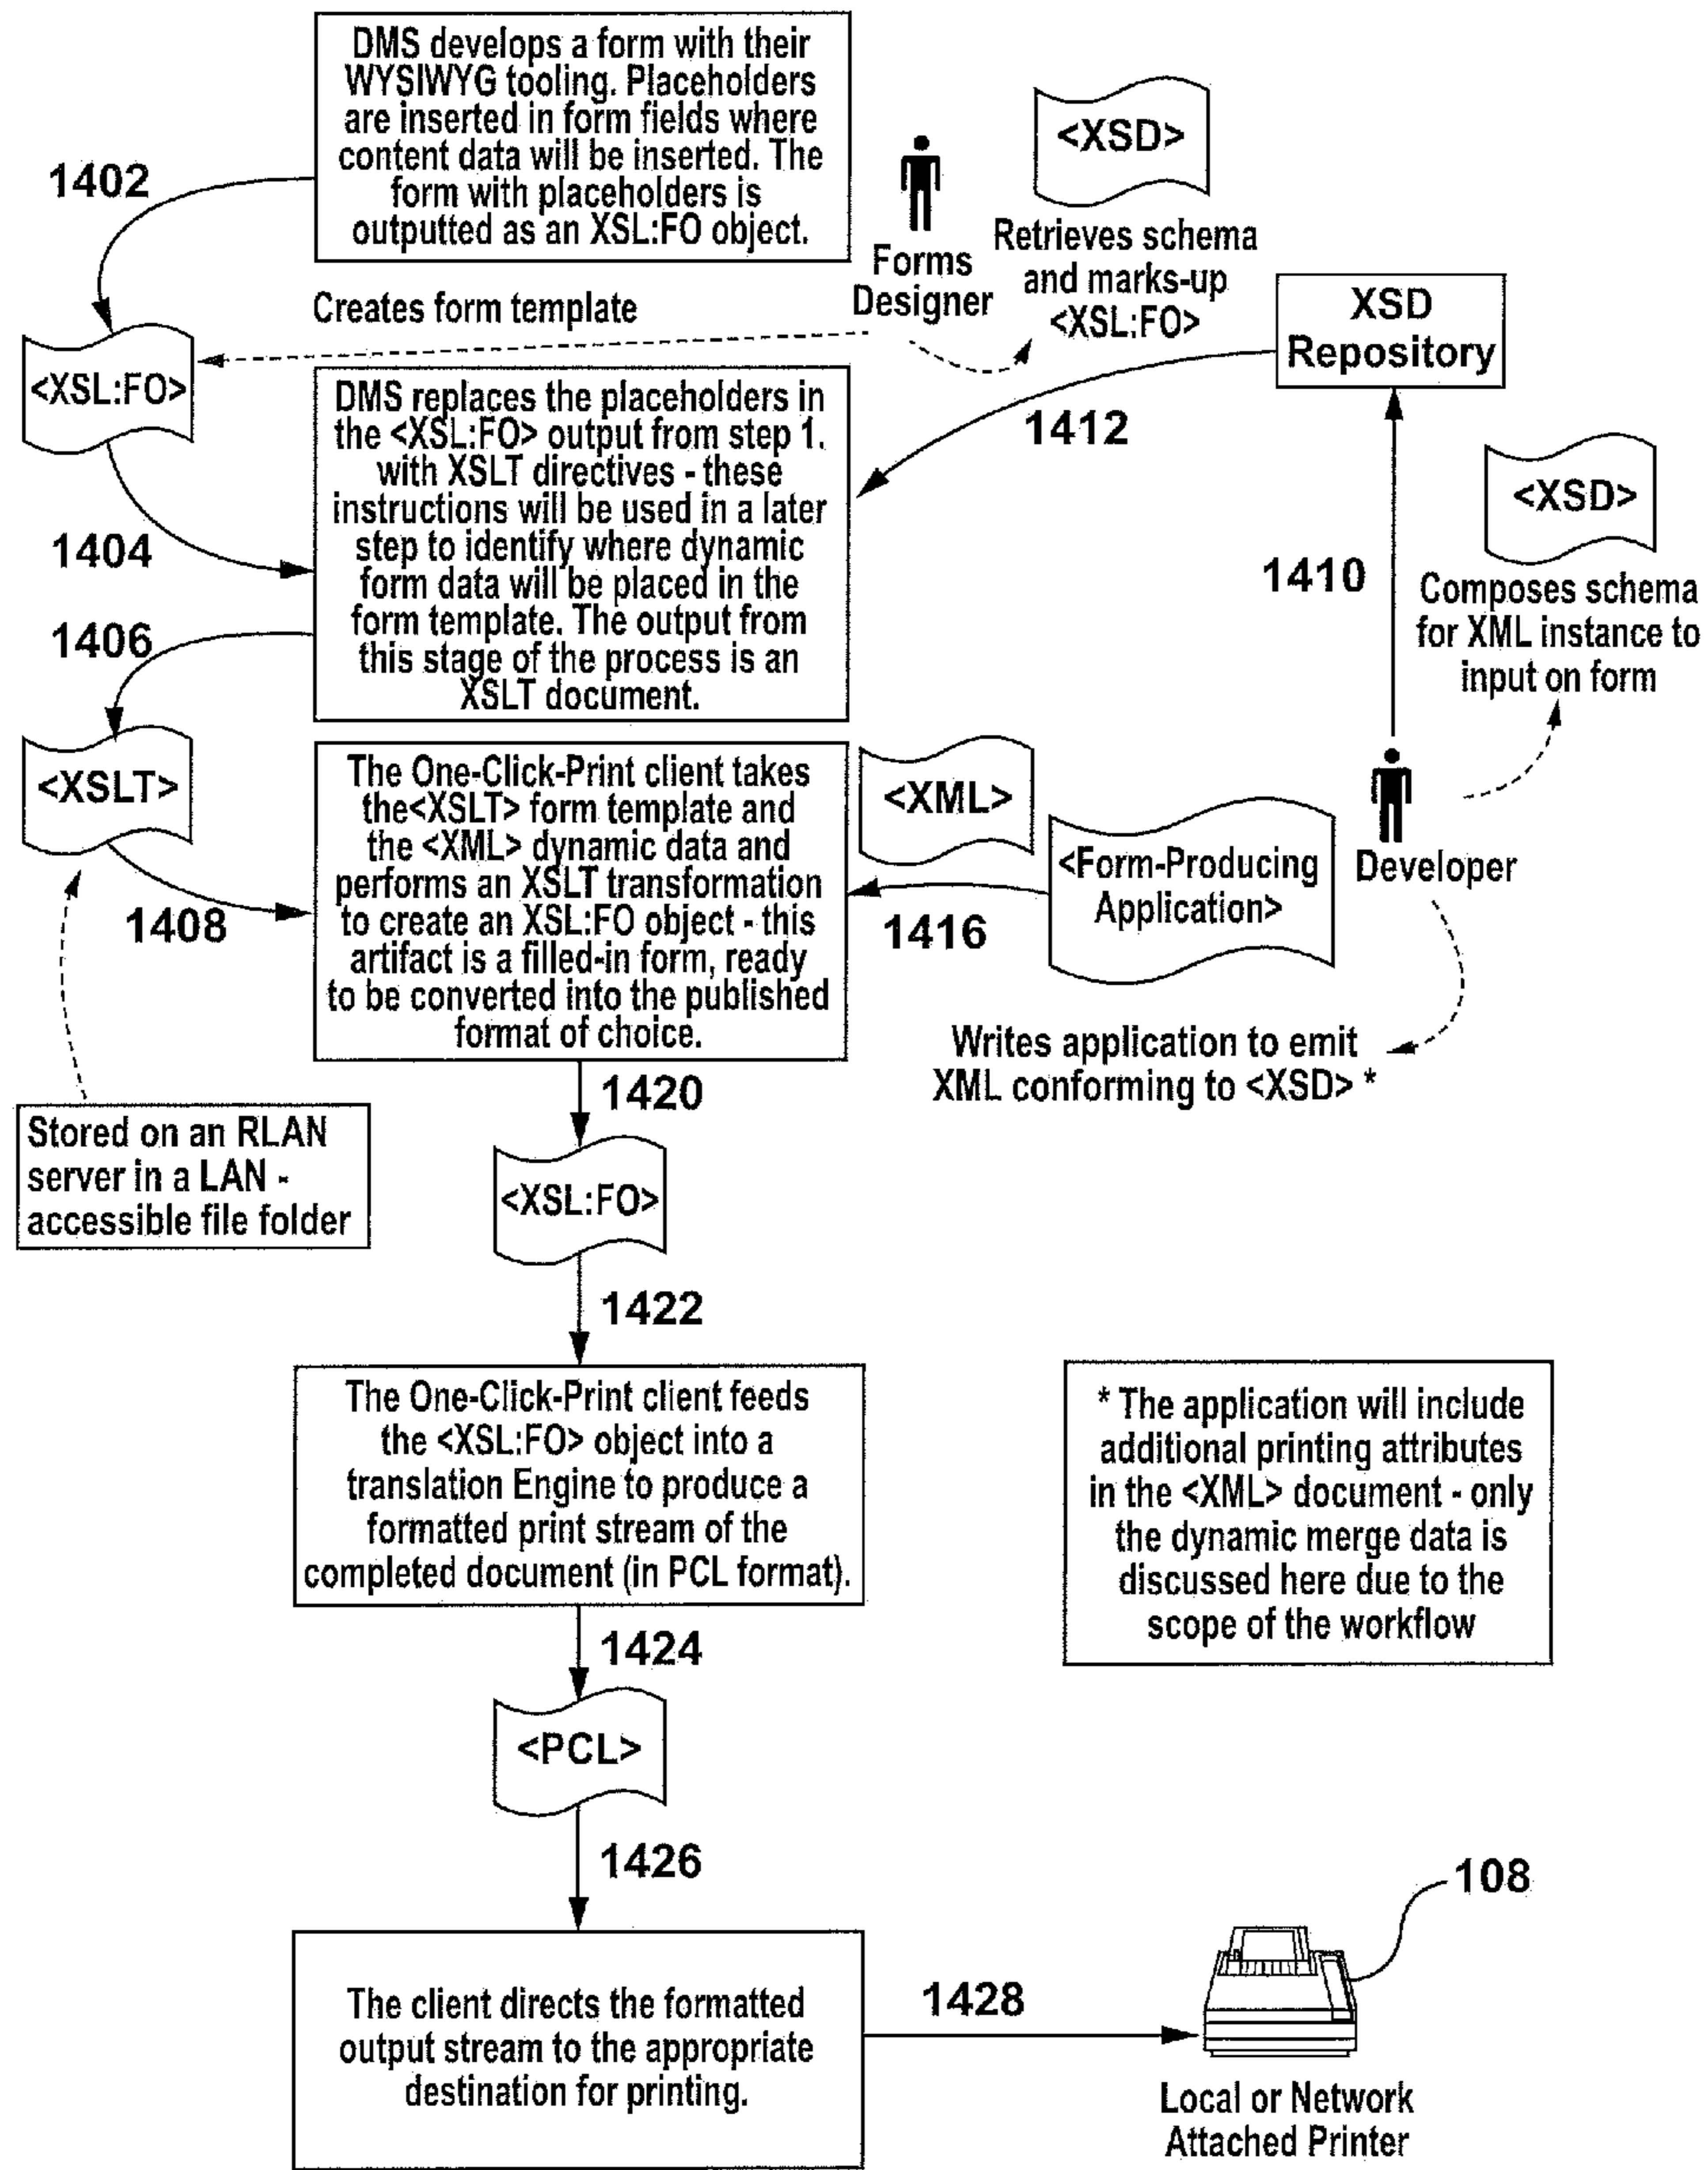 DMS develops a form with their
WYSIWYG tooling. Placeholders
are inserted in form fields where
content data will be inserted. The
form with placeholders is
outputted as an XSL:FO object.
1402
<XSD>
Forms
Designer
Retrieves schema
and marks-up
<XSL:FO>
Creates form template
XSD
Repository
<XSL:FO>
DMS replaces the placeholders in
the <XSL:FO> output from step 1.
with XSLT directives - these
instructions will be used in a later
step to identify where dynamic
form data will be placed in the
form template. The output from
this stage of the process is an
XSLT document.
1412
1404
1406
1410
<XSD>
Composes schema
for XML instance to
input on form
<XSLT>
The One-Click-Print client takes
the<XSLT> form template and
the <XML> dynamic data and
performs an XSLT transformation
to create an XSL:FO object - this
artifact is a filled-in form, ready
to be converted into the published
format of choice.
<XML>
<Form-Producing
Application>
Developer
1408
1416
Writes application to emit
XML conforming to <XSD> *
1420
Stored on an RLAN
server in a LAN -
accessible file folder
<XSL:FO>
1422
The One-Click-Print client feeds
the <XSL:FO> object into a
translation Engine to produce a
formatted print stream of the
completed document (in PCL format).
* The application will include
additional printing attributes
in the <XML> document - only
the dynamic merge data is
discussed here due to the
scope of the workflow
1424
<PCL>
1426
108
The client directs the formatted
output stream to the appropriate
destination for printing.
1428
Local or Network
Attached Printer